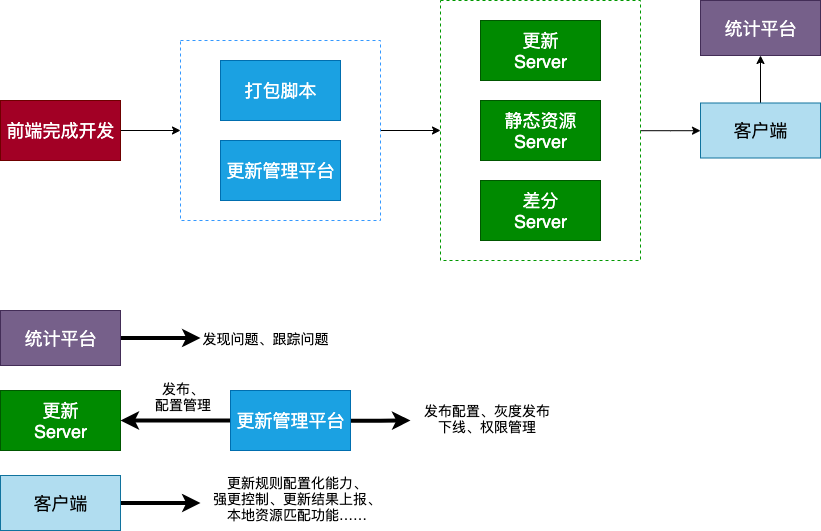 统计平台
更新
Server
打包脚本
静态资源
Server
前端完成开发
客户端
更新管理平台
差分
Server
统计平台
发现问题、跟踪问题
更新
Server
发布、
配置管理
更新管理平台
发布配置、灰度发布
下线、权限管理
客户端
更新规则配置化能力、
强更控制、更新结果上报、
本地资源匹配功能……